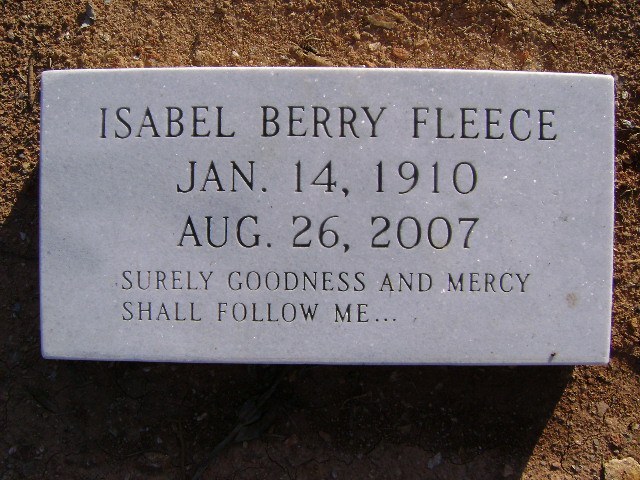 ISABEL BERRY FLEECE
JAN. 14, 1910
AUG. 26, 2007
SURELY GOODNESS AND MERCY
SHALL FOLLOW ME...